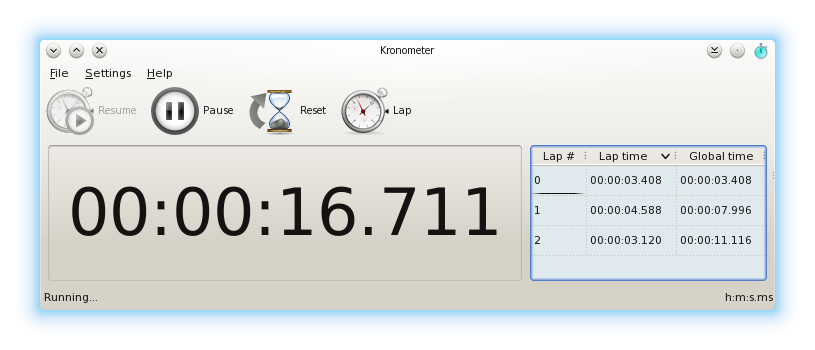 Kronometer
File Settings Help
Resume Pause Reset Lap
00:00:16.711
Lap # Lap time Global time
0 00:00:03.408 00:00:03.408
1 00:00:04.588 00:00:07.996
2 00:00:03.120 00:00:11.116
Running... h:m:s.ms